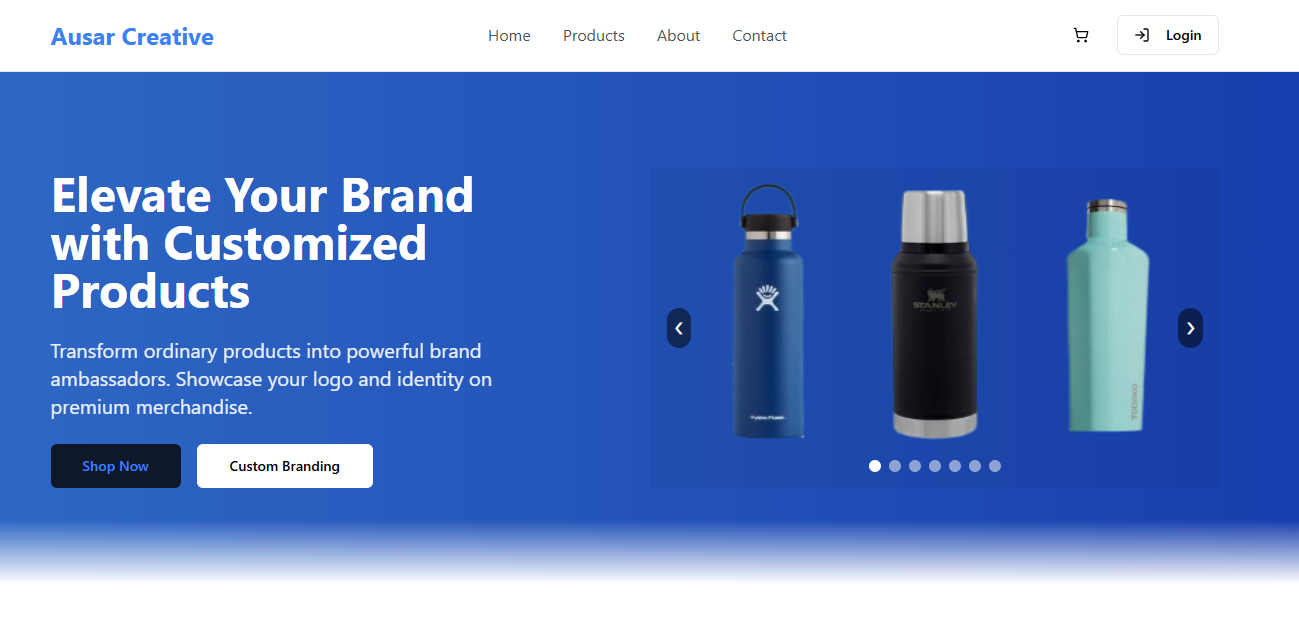 Ausar Creative
Home
Products
About
Contact
Login
Elevate Your Brand
with Customized
Products
Transform ordinary products into powerful brand
ambassadors. Showcase your logo and identity on
premium merchandise.
Shop Now
Custom Branding
Hydro Flask
STANLEY